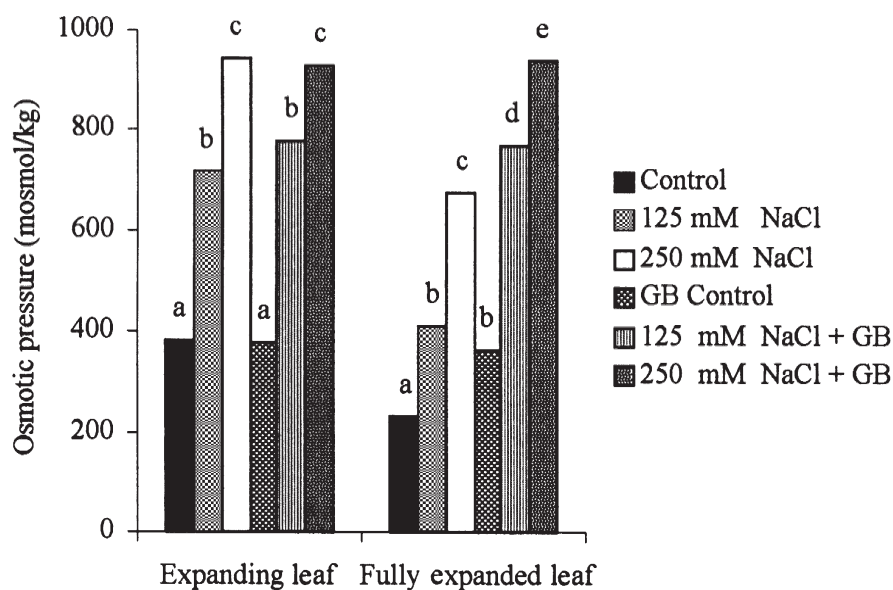 Osmotic pressure (mosmol/kg)
1000
800
600
400
200
0
a
b
c
a
b
c
a
b
c
b
d
e
Expanding leaf
Fully expanded leaf
Control
125 mM NaCl
250 mM NaCl
GB Control
125 mM NaCl + GB
250 mM NaCl + GB